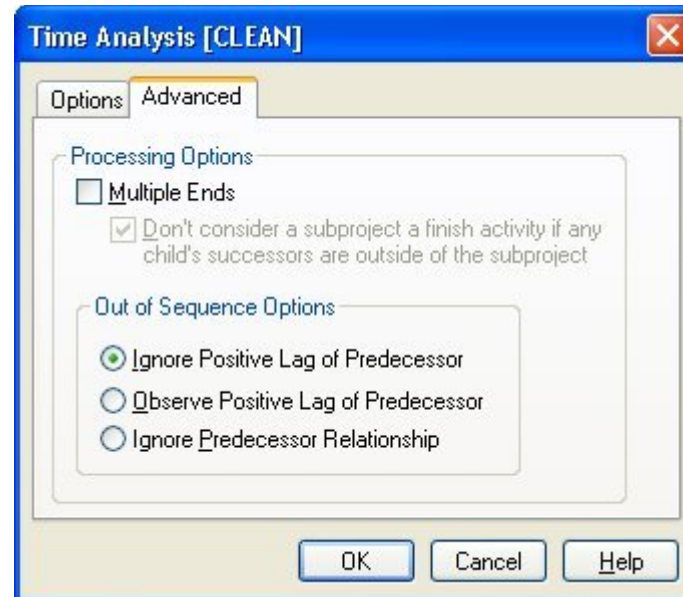 Time Analysis [CLEAN]
Options Advanced
Processing Options
Multiple Ends
Don't consider a subproject a finish activity if any
child's successors are outside of the subproject
Out of Sequence Options
Ignore Positive Lag of Predecessor
Observe Positive Lag of Predecessor
Ignore Predecessor Relationship
OK Cancel Help